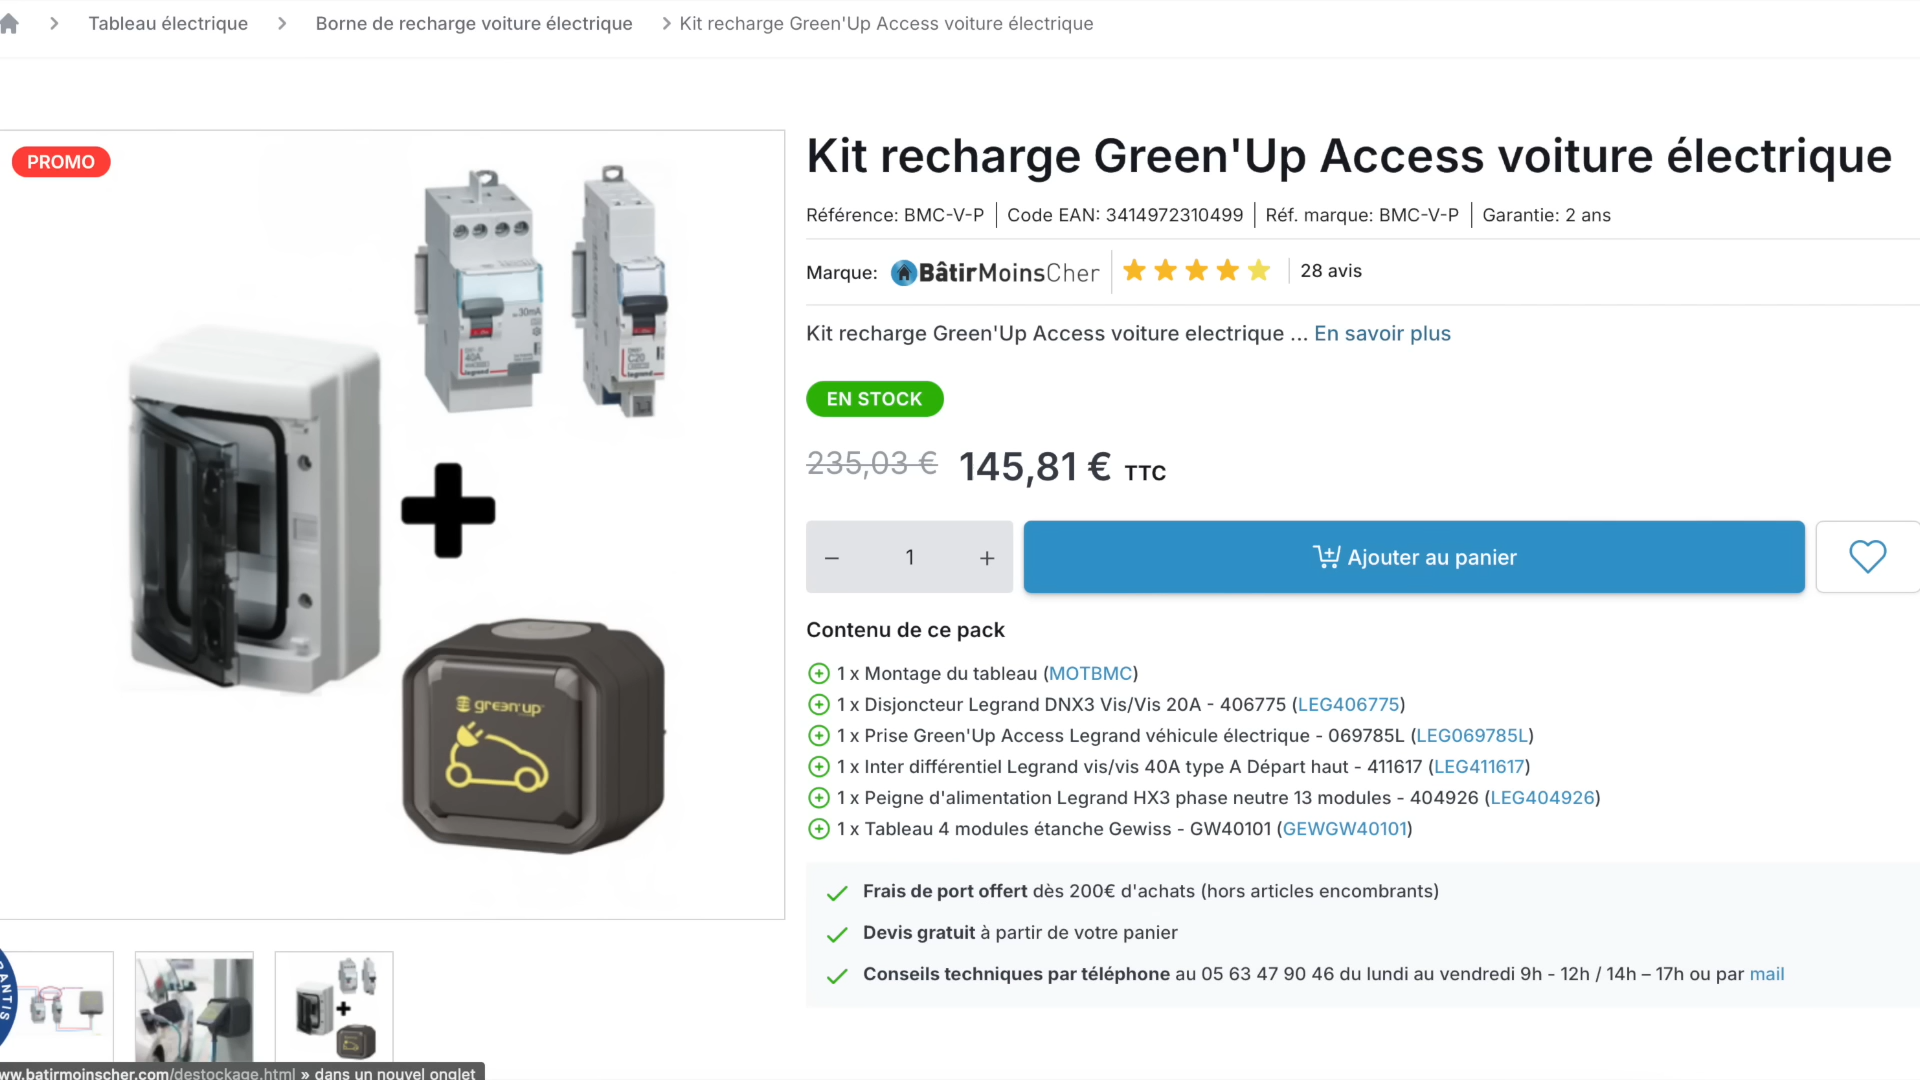 Tableau électrique > Borne de recharge voiture électrique > Kit recharge Green'Up Access voiture électrique
PROMO
30mA
40A
legrand
C20
legrand
green'up
Kit recharge Green'Up Access voiture électrique
Référence: BMC-V-P | Code EAN: 3414972310499 | Réf. marque: BMC-V-P | Garantie: 2 ans
Marque: BâtirMoinsCher 28 avis
Kit recharge Green'Up Access voiture electrique ... En savoir plus
EN STOCK
235,03 € 145,81 € TTC
− 1 + Ajouter au panier
Contenu de ce pack
1 x Montage du tableau (MOTBMC)
1 x Disjoncteur Legrand DNX3 Vis/Vis 20A - 406775 (LEG406775)
1 x Prise Green'Up Access Legrand véhicule électrique - 069785L (LEG069785L)
1 x Inter différentiel Legrand vis/vis 40A type A Départ haut - 411617 (LEG411617)
1 x Peigne d'alimentation Legrand HX3 phase neutre 13 modules - 404926 (LEG404926)
1 x Tableau 4 modules étanche Gewiss - GW40101 (GEWGW40101)
Frais de port offert dès 200€ d'achats (hors articles encombrants)
Devis gratuit à partir de votre panier
Conseils techniques par téléphone au 05 63 47 90 46 du lundi au vendredi 9h - 12h / 14h – 17h ou par mail
ANTIS
ww.batirmoinscher.com/destockage.html » dans un nouvel onglet